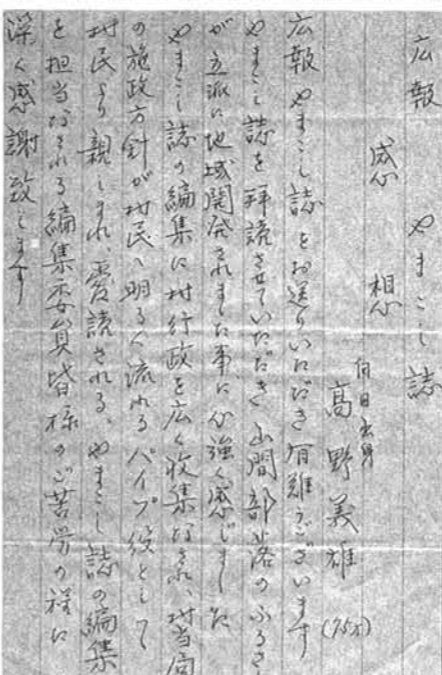 広報 やまこし誌
感想
向田出身
高野義雄
(75才)
広報やまこし誌をお送りいただき有難うございます
やまこし誌を拝読させていただき山間部落のふるさと
が立派に地域開発されました事に心強く感じました
やまこし誌の編集に村行政を広く収集なされ、村当局
の施政方針が村民へ明るく流れるパイプ役として
村民より親しまれ、愛読される、やまこし誌の編集
を担当なされる編集委員皆様のご苦労の程に
深く感謝致します